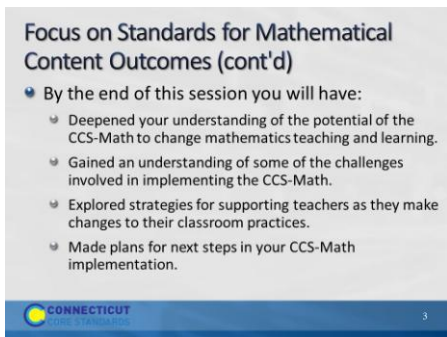 Focus on Standards for Mathematical
Content Outcomes (cont'd)
By the end of this session you will have:
Deepened your understanding of the potential of the
CCS-Math to change mathematics teaching and learning.
Gained an understanding of some of the challenges
involved in implementing the CCS-Math.
Explored strategies for supporting teachers as they make
changes to their classroom practices.
Made plans for next steps in your CCS-Math
implementation.
CONNECTICUT
CORE STANDARDS
3